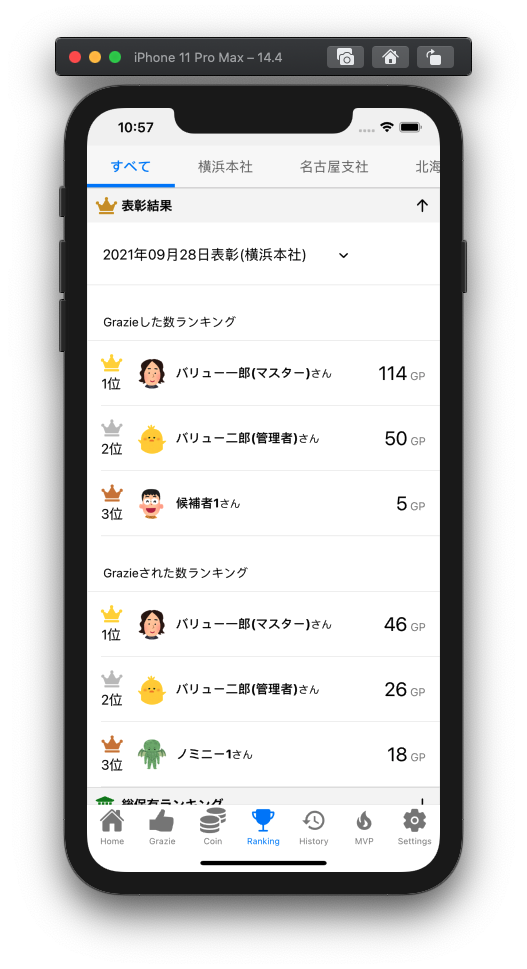 iPhone 11 Pro Max – 14.4
10:57
すべて 横浜本社 名古屋支社 北海
表彰結果
2021年09月28日表彰(横浜本社)
Grazieした数ランキング
1位 バリュー一郎(マスター)さん 114 GP
2位 バリュー二郎(管理者)さん 50 GP
3位 候補者1さん 5 GP
Grazieされた数ランキング
1位 バリュー一郎(マスター)さん 46 GP
2位 バリュー二郎(管理者)さん 26 GP
3位 ノミニー1さん 18 GP
総保有ランキング
Home Grazie Coin Ranking History MVP Settings